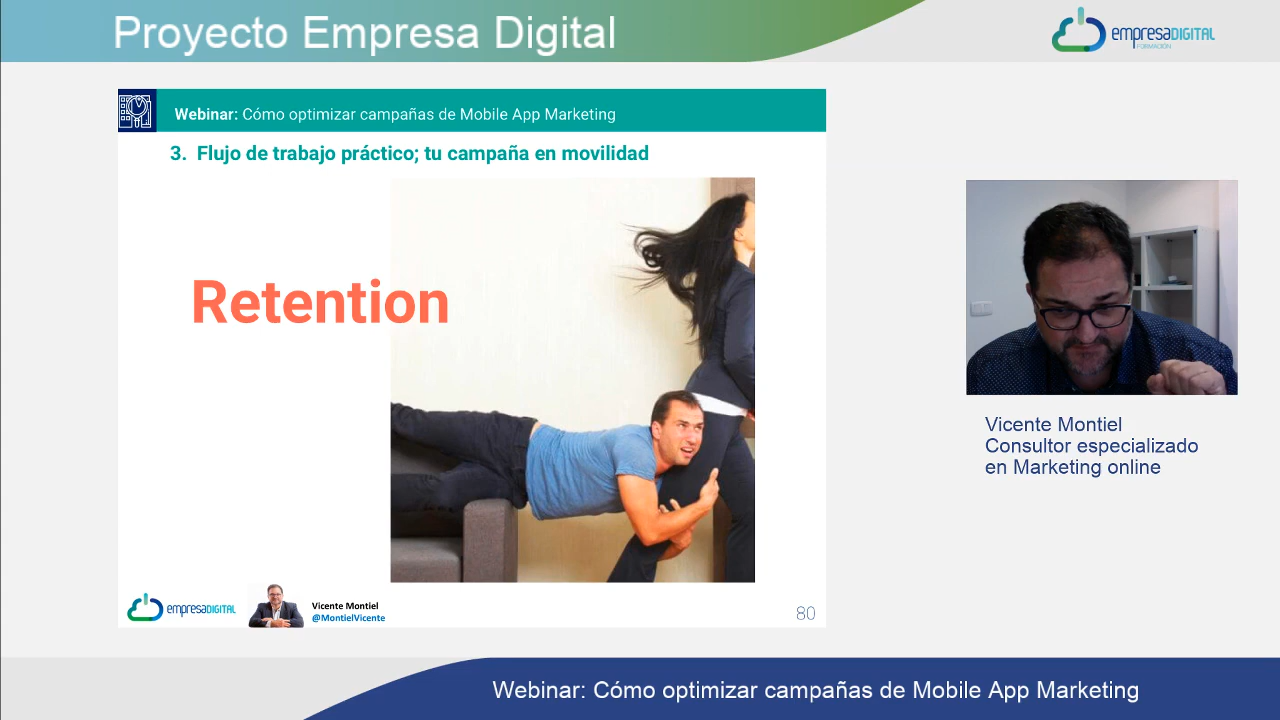 Proyecto Empresa Digital
empresaDIGITAL
FORMACIÓN
Webinar: Cómo optimizar campañas de Mobile App Marketing
3. Flujo de trabajo práctico; tu campaña en movilidad
Retention
Vicente Montiel
Consultor especializado
en Marketing online
empresaDIGITAL
Vicente Montiel
@MontielVicente
80
Webinar: Cómo optimizar campañas de Mobile App Marketing